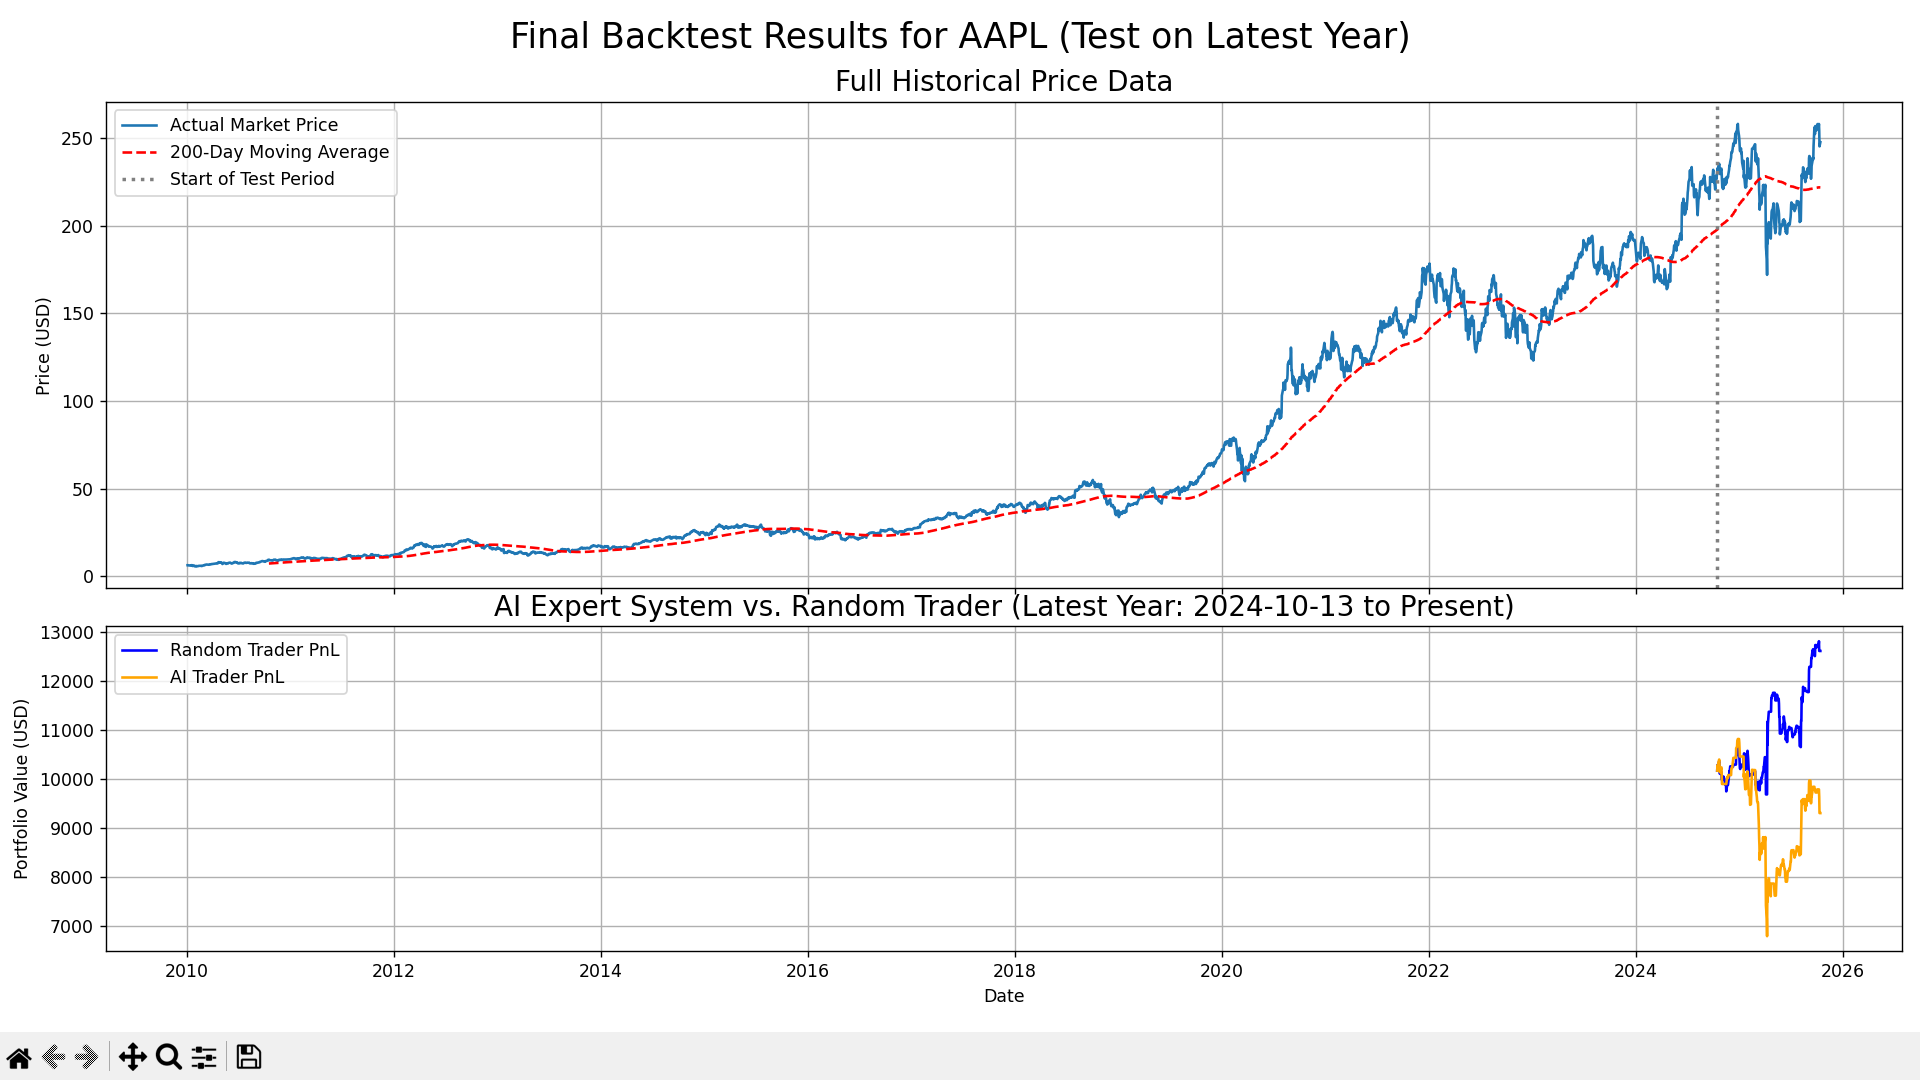 Final Backtest Results for AAPL (Test on Latest Year)
Full Historical Price Data
Actual Market Price
200-Day Moving Average
Start of Test Period
250
200
150
100
50
0
Price (USD)
AI Expert System vs. Random Trader (Latest Year: 2024-10-13 to Present)
Random Trader PnL
AI Trader PnL
13000
12000
11000
10000
9000
8000
7000
Portfolio Value (USD)
2010 2012 2014 2016 2018 2020 2022 2024 2026
Date